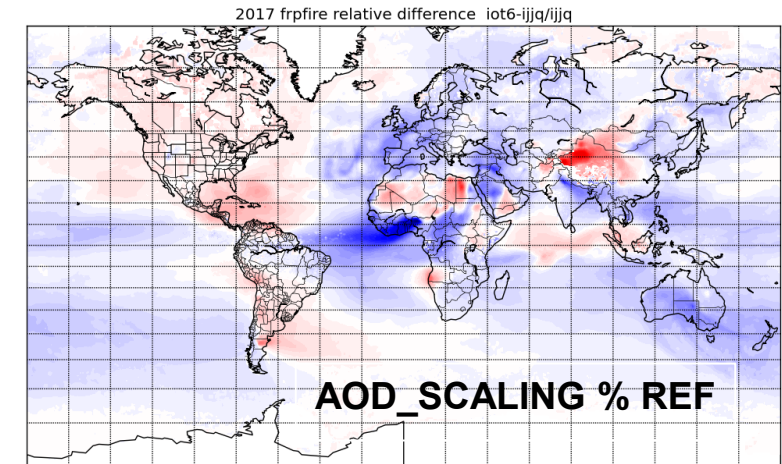 2017 frpfire relative difference iot6-ijjq/ijjq
AOD_SCALING % REF